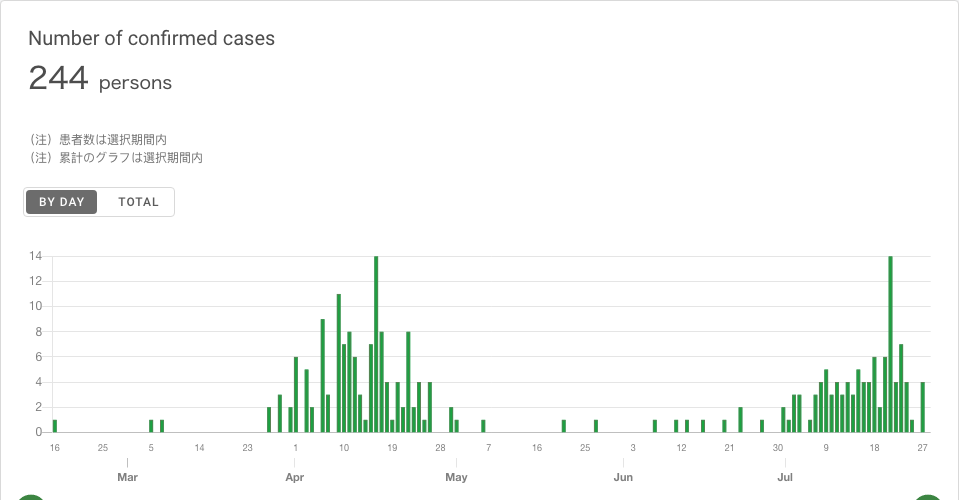 Number of confirmed cases
244 persons
（注）患者数は選択期間内
（注）累計のグラフは選択期間内
BY DAY TOTAL
14
12
10
8
6
4
2
0
16 25 5 14 23 1 10 19 28 7 16 25 3 12 21 30 9 18 27
Mar Apr May Jun Jul